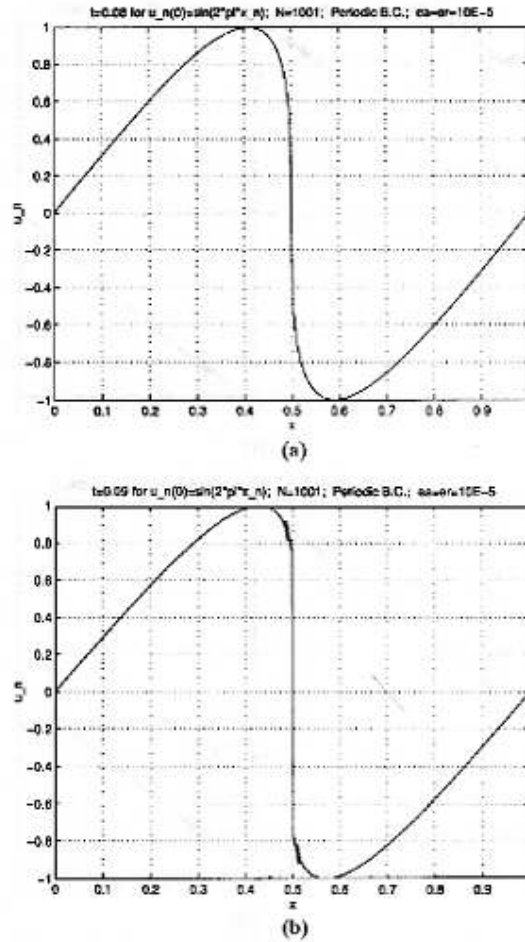 t=0.08 for u_n(0)=sin(2*pi*x_n); N=1001; Periodic B.C.; ea=er=10E-5
1
0.8
0.6
0.4
0.2
0
-0.2
-0.4
-0.6
-0.8
-1
u_n
0 0.1 0.2 0.3 0.4 0.5 0.6 0.7 0.8 0.9
x
(a)
t=0.09 for u_n(0)=sin(2*pi*x_n); N=1001; Periodic B.C.; ea=er=10E-5
1
0.8
0.6
0.4
0.2
0
-0.2
-0.4
-0.6
-0.8
-1
u_n
0 0.1 0.2 0.3 0.4 0.5 0.6 0.7 0.8 0.9
x
(b)